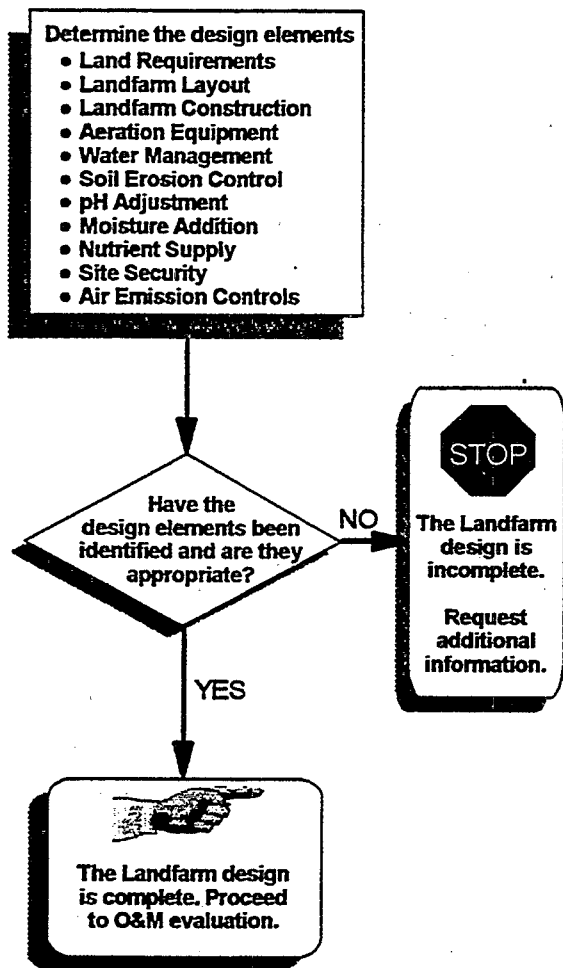 Determine the design elements
• Land Requirements
• Landfarm Layout
• Landfarm Construction
• Aeration Equipment
• Water Management
• Soil Erosion Control
• pH Adjustment
• Moisture Addition
• Nutrient Supply
• Site Security
• Air Emission Controls
Have the
design elements been
identified and are they
appropriate?
NO
STOP
The Landfarm
design is
incomplete.
Request
additional
information.
YES
The Landfarm design
is complete. Proceed
to O&M evaluation.